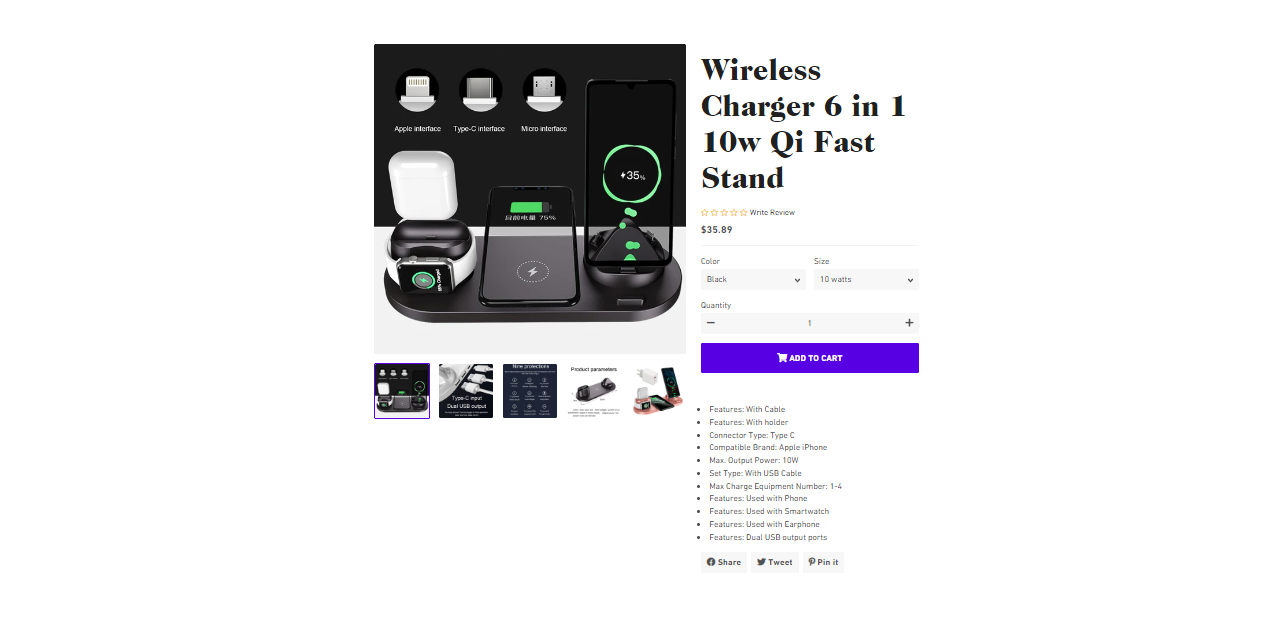 Apple interface
Type-C interface
Micro interface
35%
目前电量 75%
Type-C input
Dual USB output
Nine protections
Product parameters
Wireless
Charger 6 in 1
10w Qi Fast
Stand
Write Review
$35.89
Color
Size
Black
10 watts
Quantity
1
ADD TO CART
Features: With Cable
Features: With holder
Connector Type: Type C
Compatible Brand: Apple iPhone
Max. Output Power: 10W
Set Type: With USB Cable
Max Charge Equipment Number: 1-4
Features: Used with Phone
Features: Used with Smartwatch
Features: Used with Earphone
Features: Dual USB output ports
Share
Tweet
Pin it